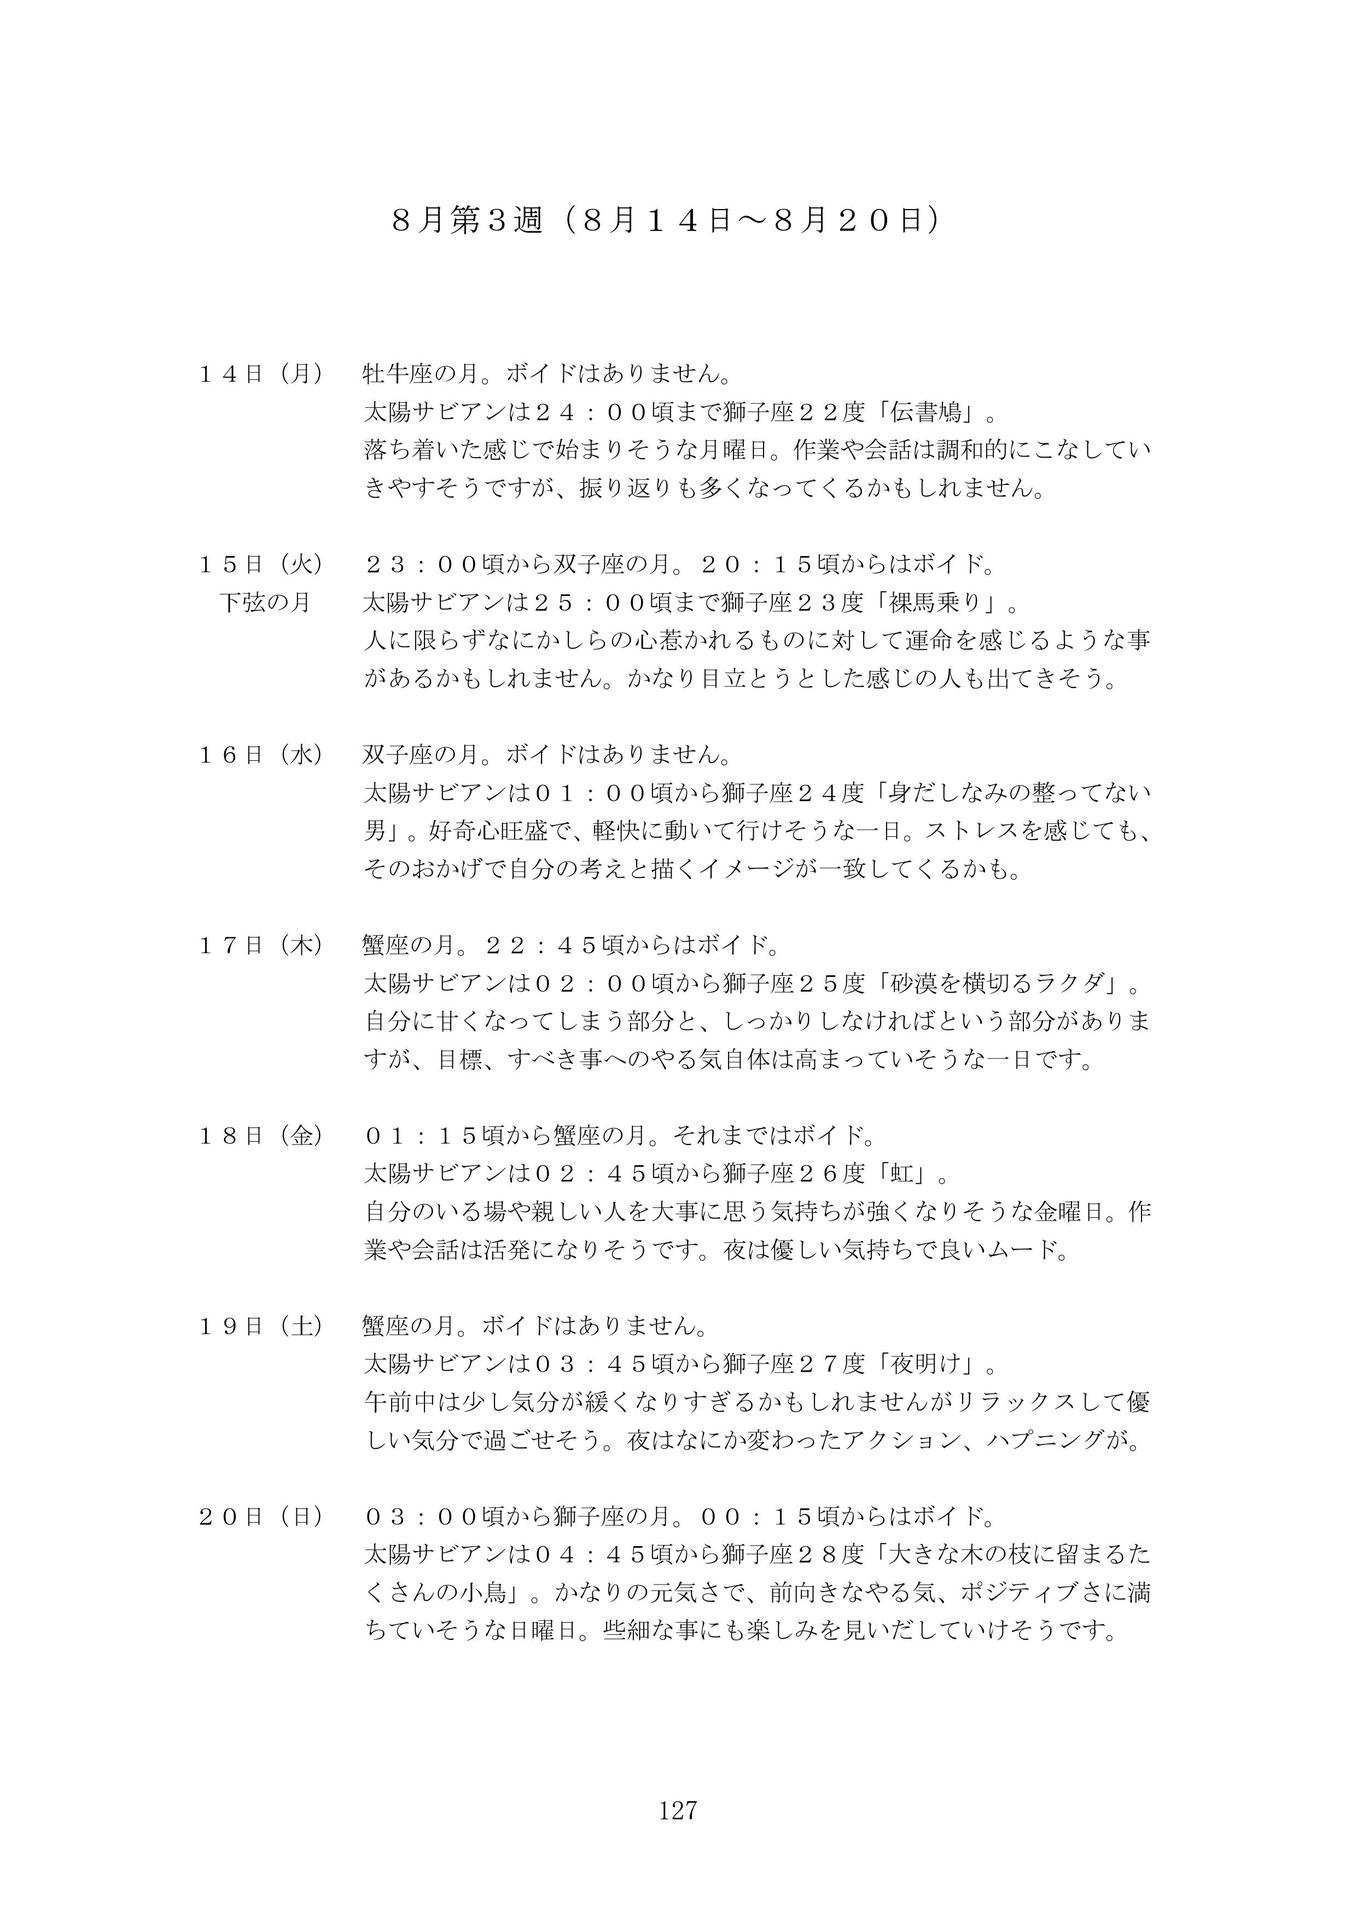 ８月第３週（８月１４日～８月２０日）
１４日（月）　牡牛座の月。ボイドはありません。
太陽サビアンは２４：００頃まで獅子座２２度「伝書鳩」。
落ち着いた感じで始まりそうな月曜日。作業や会話は調和的にこなしてい
きやすそうですが、振り返りも多くなってくるかもしれません。
１５日（火）　２３：００頃から双子座の月。２０：１５頃からはボイド。
下弦の月　太陽サビアンは２５：００頃まで獅子座２３度「裸馬乗り」。
人に限らずなにかしらの心惹かれるものに対して運命を感じるような事
があるかもしれません。かなり目立とうとした感じの人も出てきそう。
１６日（水）　双子座の月。ボイドはありません。
太陽サビアンは０１：００頃から獅子座２４度「身だしなみの整ってない
男」。好奇心旺盛で、軽快に動いて行けそうな一日。ストレスを感じても、
そのおかげで自分の考えと描くイメージが一致してくるかも。
１７日（木）　蟹座の月。２２：４５頃からはボイド。
太陽サビアンは０２：００頃から獅子座２５度「砂漠を横切るラクダ」。
自分に甘くなってしまう部分と、しっかりしなければという部分がありま
すが、目標、すべき事へのやる気自体は高まっていそうな一日です。
１８日（金）　０１：１５頃から蟹座の月。それまではボイド。
太陽サビアンは０２：４５頃から獅子座２６度「虹」。
自分のいる場や親しい人を大事に思う気持ちが強くなりそうな金曜日。作
業や会話は活発になりそうです。夜は優しい気持ちで良いムード。
１９日（土）　蟹座の月。ボイドはありません。
太陽サビアンは０３：４５頃から獅子座２７度「夜明け」。
午前中は少し気分が緩くなりすぎるかもしれませんがリラックスして優
しい気分で過ごせそう。夜はなにか変わったアクション、ハプニングが。
２０日（日）　０３：００頃から獅子座の月。００：１５頃からはボイド。
太陽サビアンは０４：４５頃から獅子座２８度「大きな木の枝に留まるた
くさんの小鳥」。かなりの元気さで、前向きなやる気、ポジティブさに満
ちていそうな日曜日。些細な事にも楽しみを見いだしていけそうです。
127